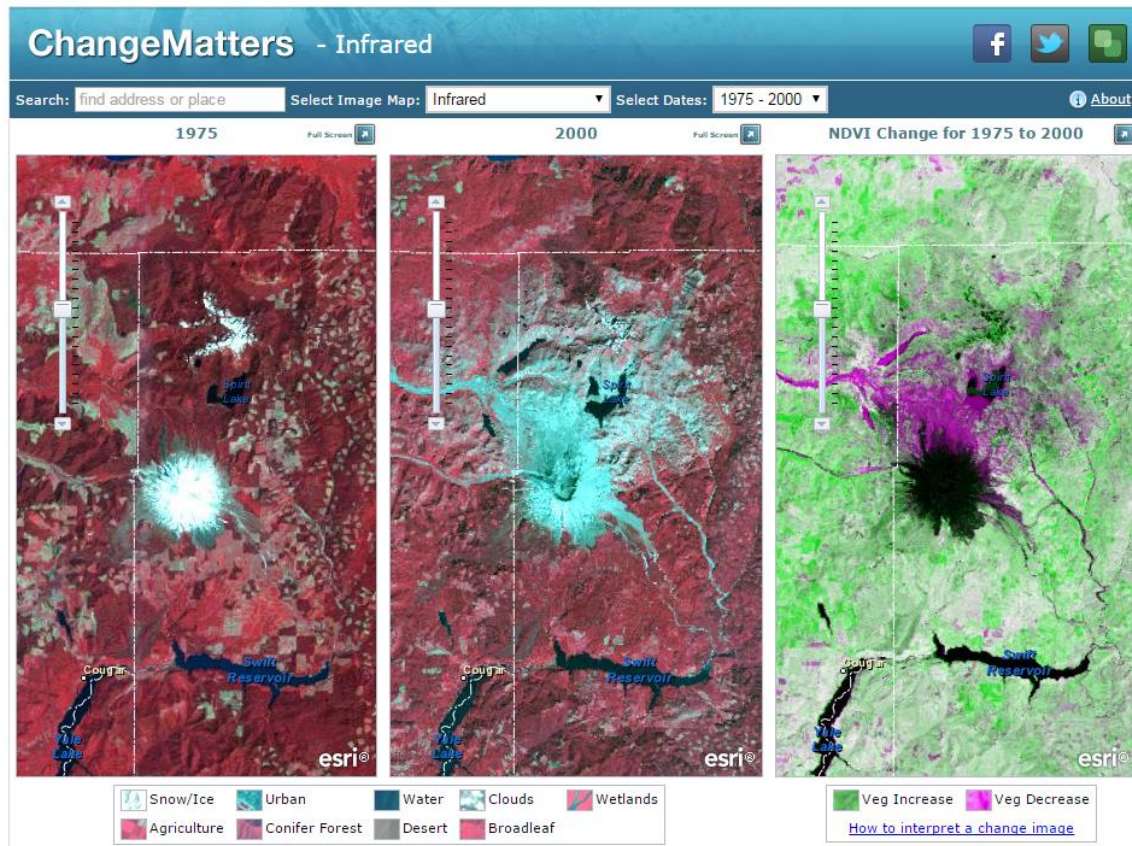 ChangeMatters - Infrared
Search: find address or place Select Image Map: Infrared Select Dates: 1975 - 2000 About
1975 Full Screen 2000 Full Screen NDVI Change for 1975 to 2000
Spirit Lake
Spirit Lake
Spirit Lake
Cougar
Swift Reservoir
Yale Lake
esri®
Cougar
Swift Reservoir
Yale Lake
esri®
Cougar
Swift Reservoir
Yale Lake
esri®
Snow/Ice Urban Water Clouds Wetlands
Agriculture Conifer Forest Desert Broadleaf
Veg Increase Veg Decrease
How to interpret a change image